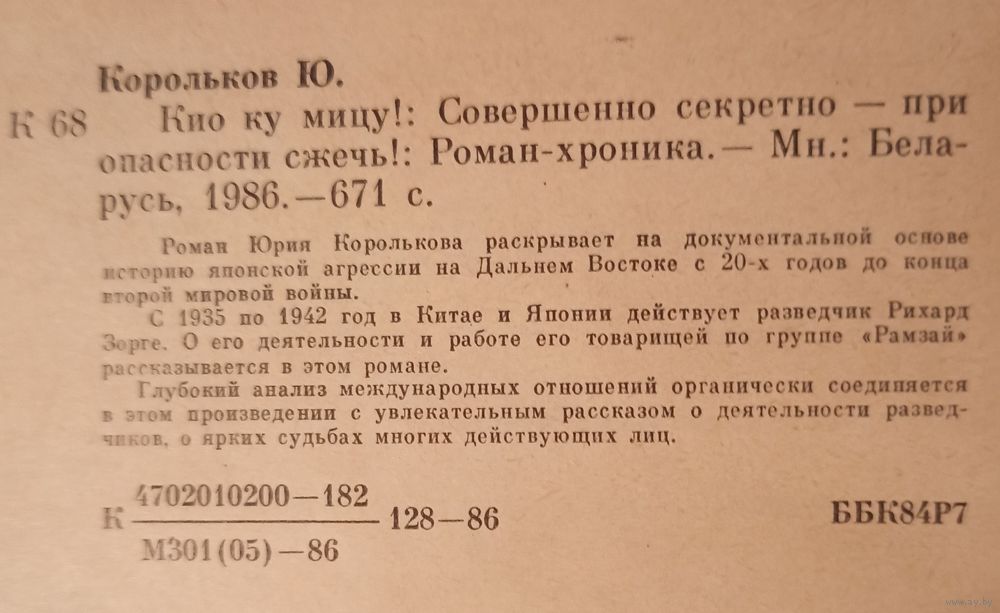 Корольков Ю.
К 68 Кио ку мицу!: Совершенно секретно — при
опасности сжечь!: Роман-хроника. — Мн.: Бела-
русь, 1986. — 671 с.
Роман Юрия Королькова раскрывает на документальной основе
историю японской агрессии на Дальнем Востоке с 20-х годов до конца
второй мировой войны.
С 1935 по 1942 год в Китае и Японии действует разведчик Рихард
Зорге. О его деятельности и работе его товарищей по группе «Рамзай»
рассказывается в этом романе.
Глубокий анализ международных отношений органически соединяется
в этом произведении с увлекательным рассказом о деятельности развед-
чиков, о ярких судьбах многих действующих лиц.
4702010200—182
К 128—86
М301(05)—86
ББК84Р7
www.ay.by